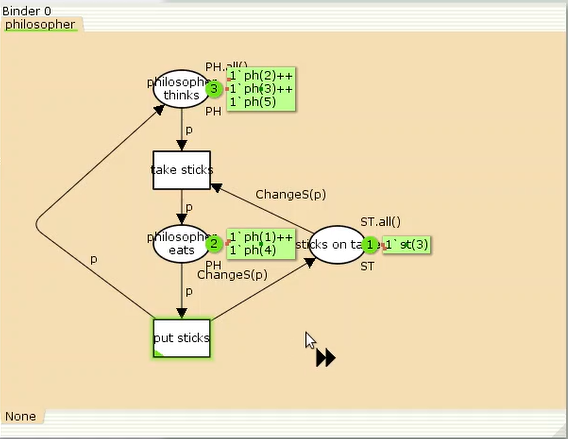 Binder 0
philosopher
PH.all()
philosopher
thinks
3
1`ph(2)++
1`ph(3)++
1`ph(5)
PH
p
take sticks
p
ChangeS(p)
philosopher
eats
2
1`ph(1)++
1`ph(4)
PH
ST.all()
sticks on
1
1`st(3)
ST
ChangeS(p)
p
p
put sticks
None